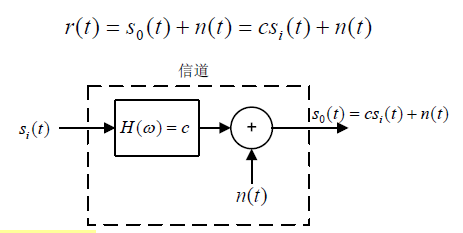 r(t) = s₀(t) + n(t) = csᵢ(t) + n(t)
信道
sᵢ(t)
H(ω) = c
+
s₀(t) = csᵢ(t) + n(t)
n(t)